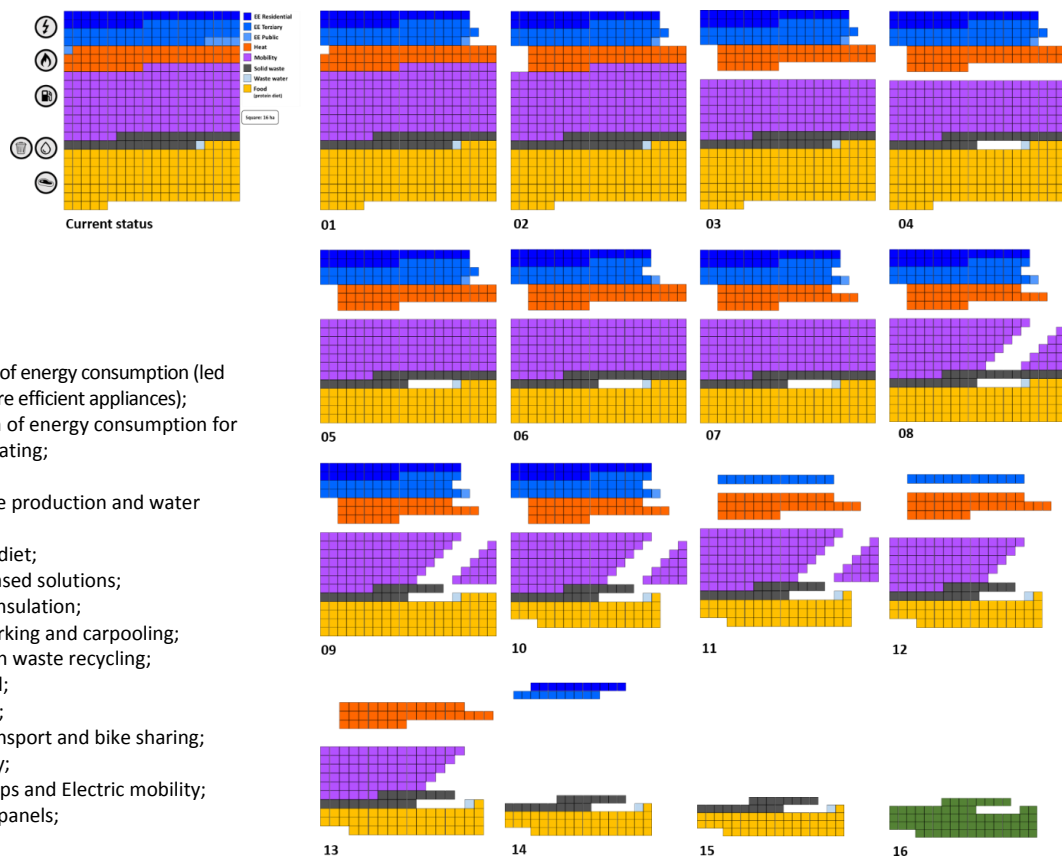 EE Residential
EE Tersiary
EE Public
Heat
Mobility
Solid waste
Waste water
Food
(protein diet)
Square: 16 ha
Current status
01
02
03
04
of energy consumption (led
re efficient appliances);
n of energy consumption for
ating;
e production and water
diet;
ased solutions;
nsulation;
rking and carpooling;
n waste recycling;
d;
;
nsport and bike sharing;
y;
ps and Electric mobility;
panels;
05
06
07
08
09
10
11
12
13
14
15
16